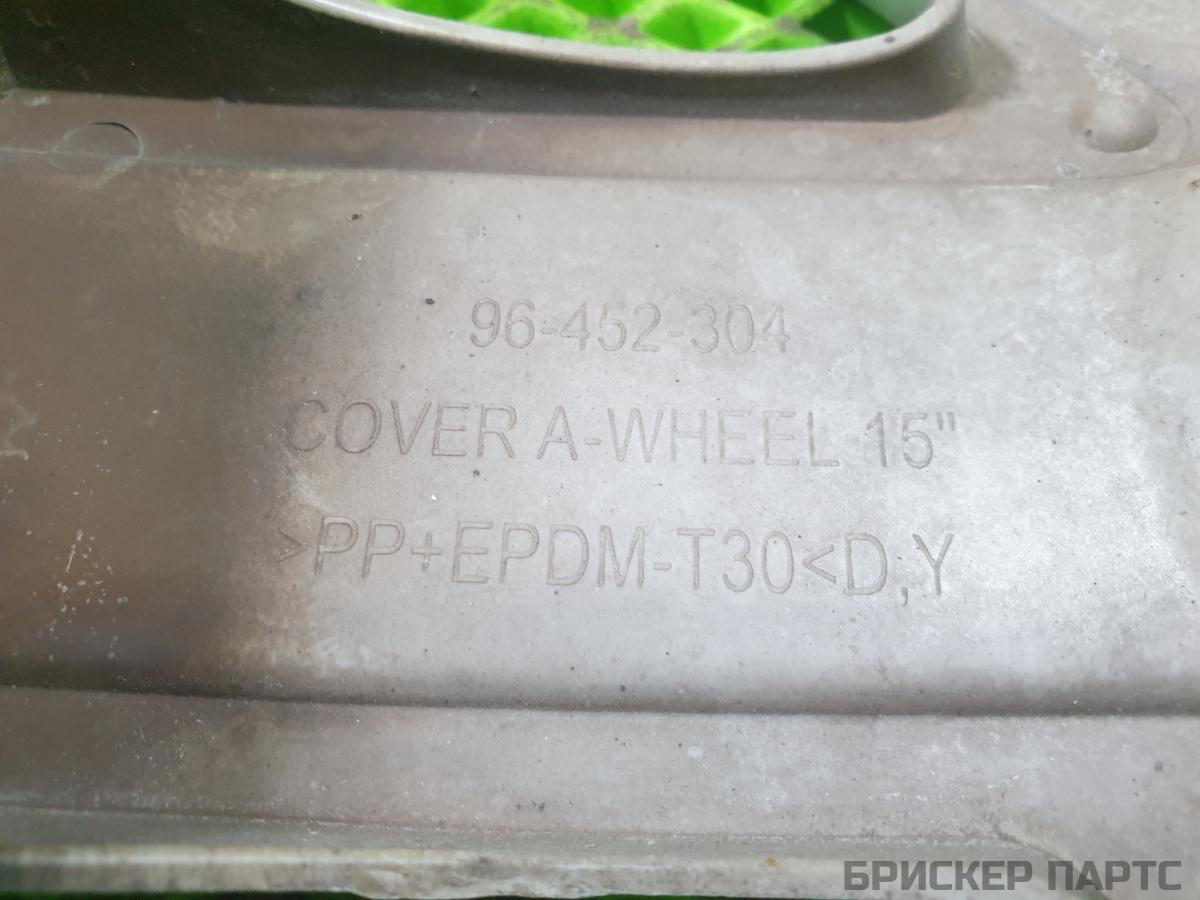 96-452-304
COVER A-WHEEL 15"
>PP+EPDM-T30<D,Y
БРИСКЕР ПАРТС